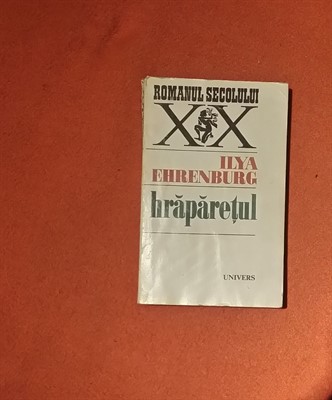 ROMANUL SECOLULUI
XX
ILYA
EHRENBURG
hrăpărețul
UNIVERS